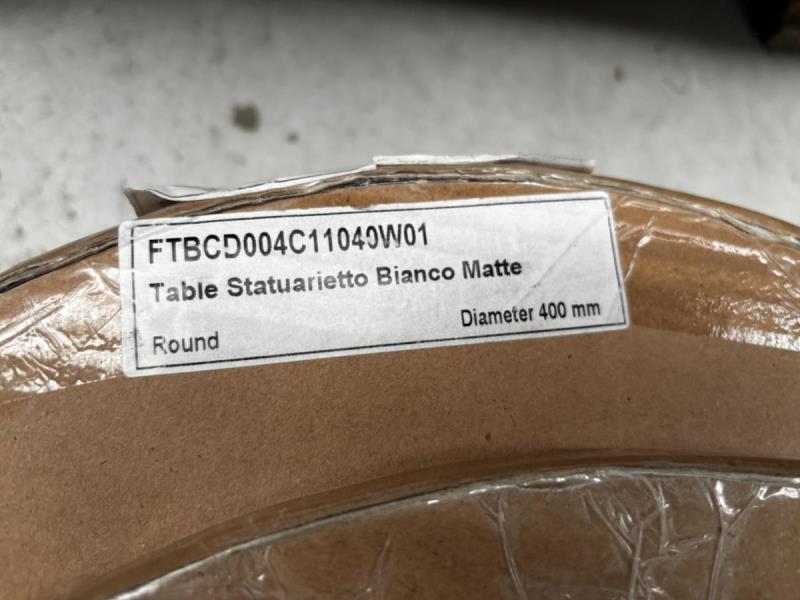 FTBCD004C11040W01
Table Statuarietto Bianco Matte
Diameter 400 mm
Round